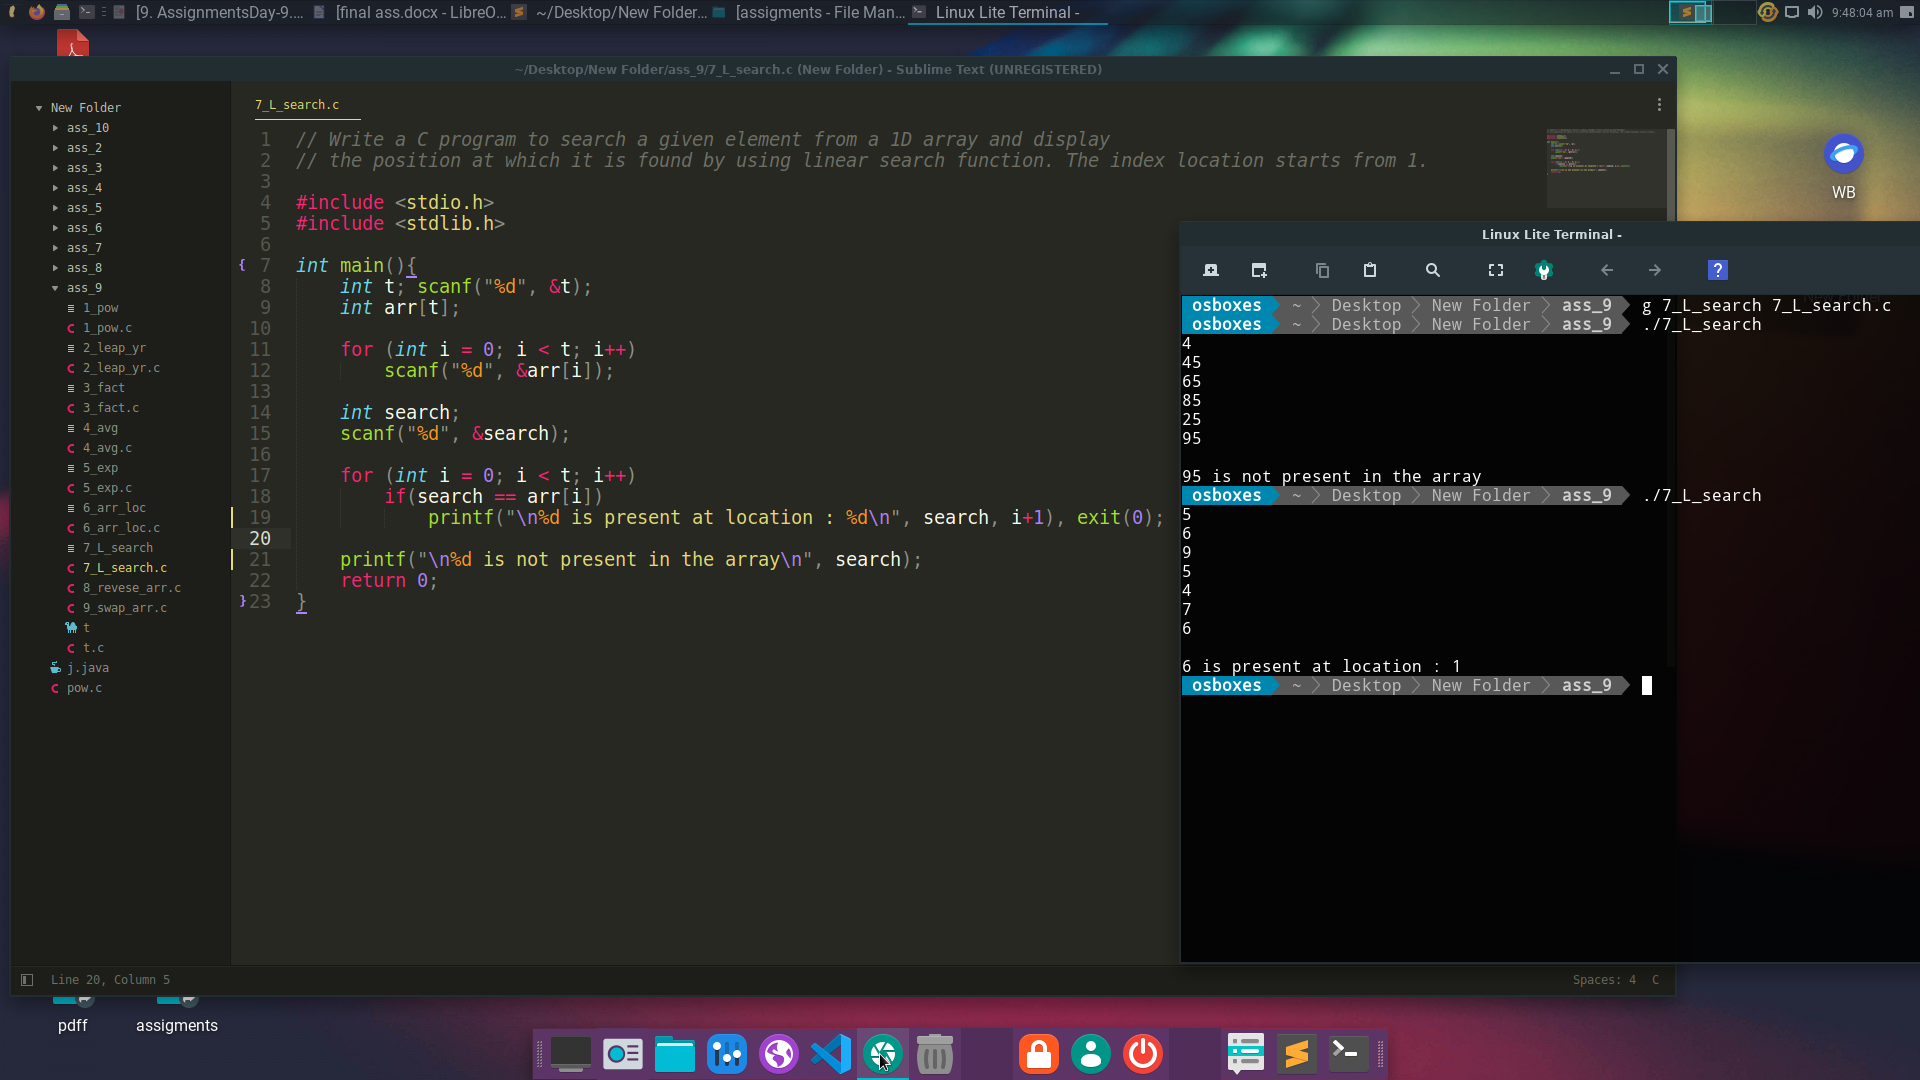 [9. AssignmentsDay-9.... [final ass.docx - LibreO... ~/Desktop/New Folder... [assigments - File Man... Linux Lite Terminal - 9:48:04 am
~/Desktop/New Folder/ass_9/7_L_search.c (New Folder) - Sublime Text (UNREGISTERED)
New Folder
ass_10
ass_2
ass_3
ass_4
ass_5
ass_6
ass_7
ass_8
ass_9
1_pow
1_pow.c
2_leap_yr
2_leap_yr.c
3_fact
3_fact.c
4_avg
4_avg.c
5_exp
5_exp.c
6_arr_loc
6_arr_loc.c
7_L_search
7_L_search.c
8_revese_arr.c
9_swap_arr.c
t
t.c
j.java
pow.c
7_L_search.c
1 // Write a C program to search a given element from a 1D array and display
2 // the position at which it is found by using linear search function. The index location starts from 1.
3
4 #include <stdio.h>
5 #include <stdlib.h>
6
{ 7 int main(){
8 int t; scanf("%d", &t);
9 int arr[t];
10
11 for (int i = 0; i < t; i++)
12 scanf("%d", &arr[i]);
13
14 int search;
15 scanf("%d", &search);
16
17 for (int i = 0; i < t; i++)
18 if(search == arr[i])
19 printf("\n%d is present at location : %d\n", search, i+1), exit(0);
20
21 printf("\n%d is not present in the array\n", search);
22 return 0;
}23 }
Line 20, Column 5
Spaces: 4 C
WB
Linux Lite Terminal -
?
osboxes ~ Desktop New Folder ass_9 g 7_L_search 7_L_search.c
osboxes ~ Desktop New Folder ass_9 ./7_L_search
4
45
65
85
25
95
95 is not present in the array
osboxes ~ Desktop New Folder ass_9 ./7_L_search
5
6
9
5
4
7
6
6 is present at location : 1
osboxes ~ Desktop New Folder ass_9
pdff
assigments